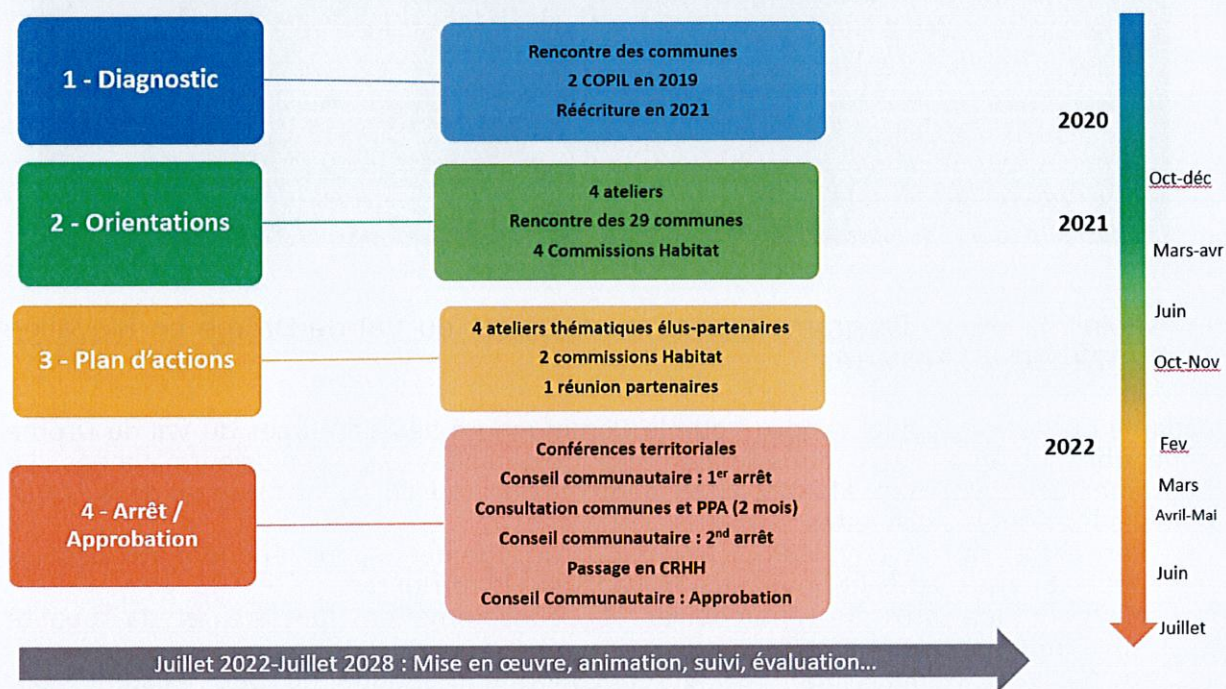 1 - Diagnostic
Rencontre des communes
2 COPIL en 2019
Réécriture en 2021
2 - Orientations
4 ateliers
Rencontre des 29 communes
4 Commissions Habitat
3 - Plan d'actions
4 ateliers thématiques élus-partenaires
2 commissions Habitat
1 réunion partenaires
4 - Arrêt /
Approbation
Conférences territoriales
Conseil communautaire : 1er arrêt
Consultation communes et PPA (2 mois)
Conseil communautaire : 2nd arrêt
Passage en CRHH
Conseil Communautaire : Approbation
2020
Oct-déc
2021
Mars-avr
Juin
Oct-Nov
2022
Fev
Mars
Avril-Mai
Juin
Juillet
Juillet 2022-Juillet 2028 : Mise en œuvre, animation, suivi, évaluation...